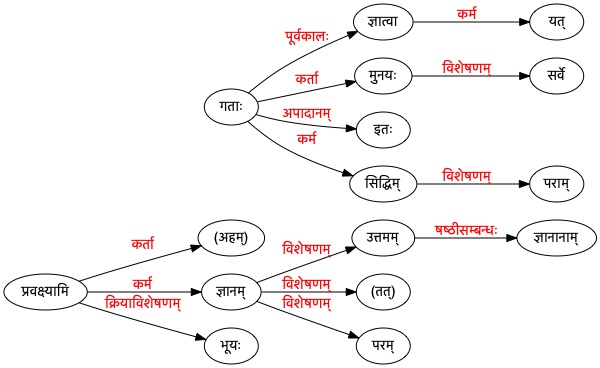 ज्ञात्वा कर्म यत्
पूर्वकालः
मुनयः विशेषणम् सर्वे
कर्ता
गताः
अपादानम् इतः
कर्म
सिद्धिम् विशेषणम् पराम्
(अहम्) उत्तमम् षष्ठीसम्बन्धः ज्ञानानाम्
कर्ता विशेषणम्
प्रवक्ष्यामि कर्म ज्ञानम् विशेषणम् (तत्)
क्रियाविशेषणम् विशेषणम्
भूयः परम्